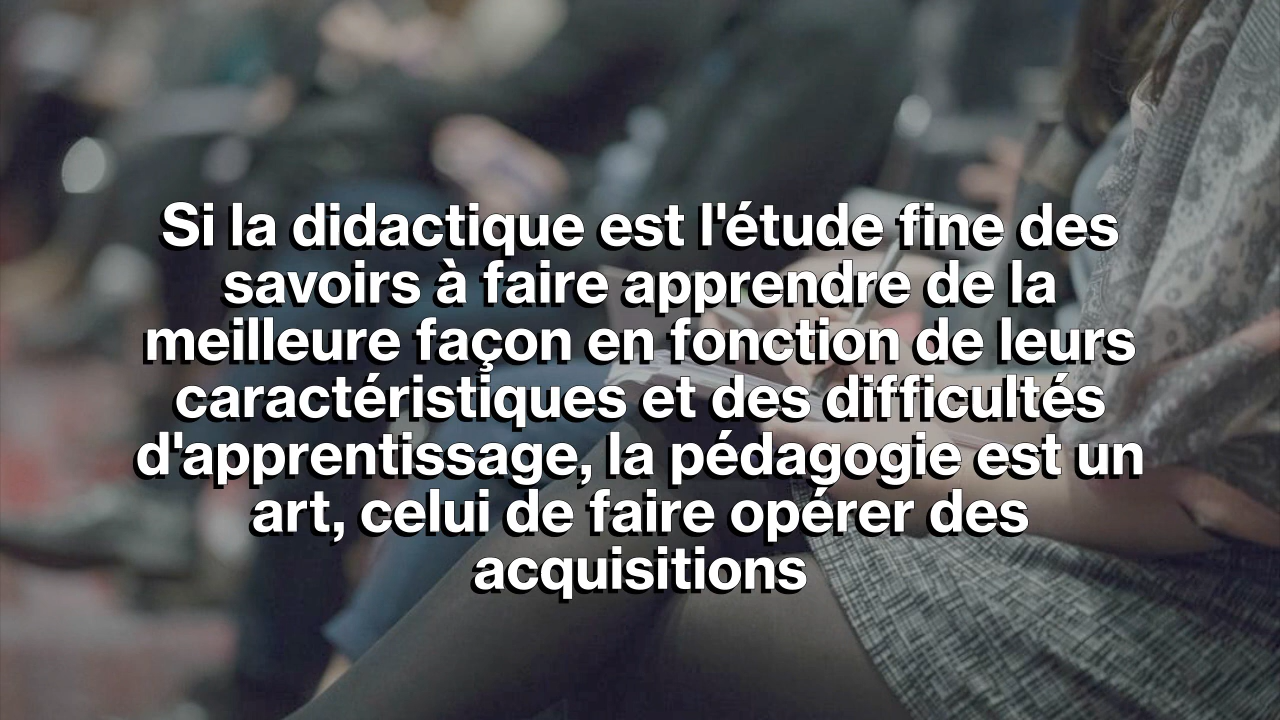 Si la didactique est l'étude fine des
savoirs à faire apprendre de la
meilleure façon en fonction de leurs
caractéristiques et des difficultés
d'apprentissage, la pédagogie est un
art, celui de faire opérer des
acquisitions